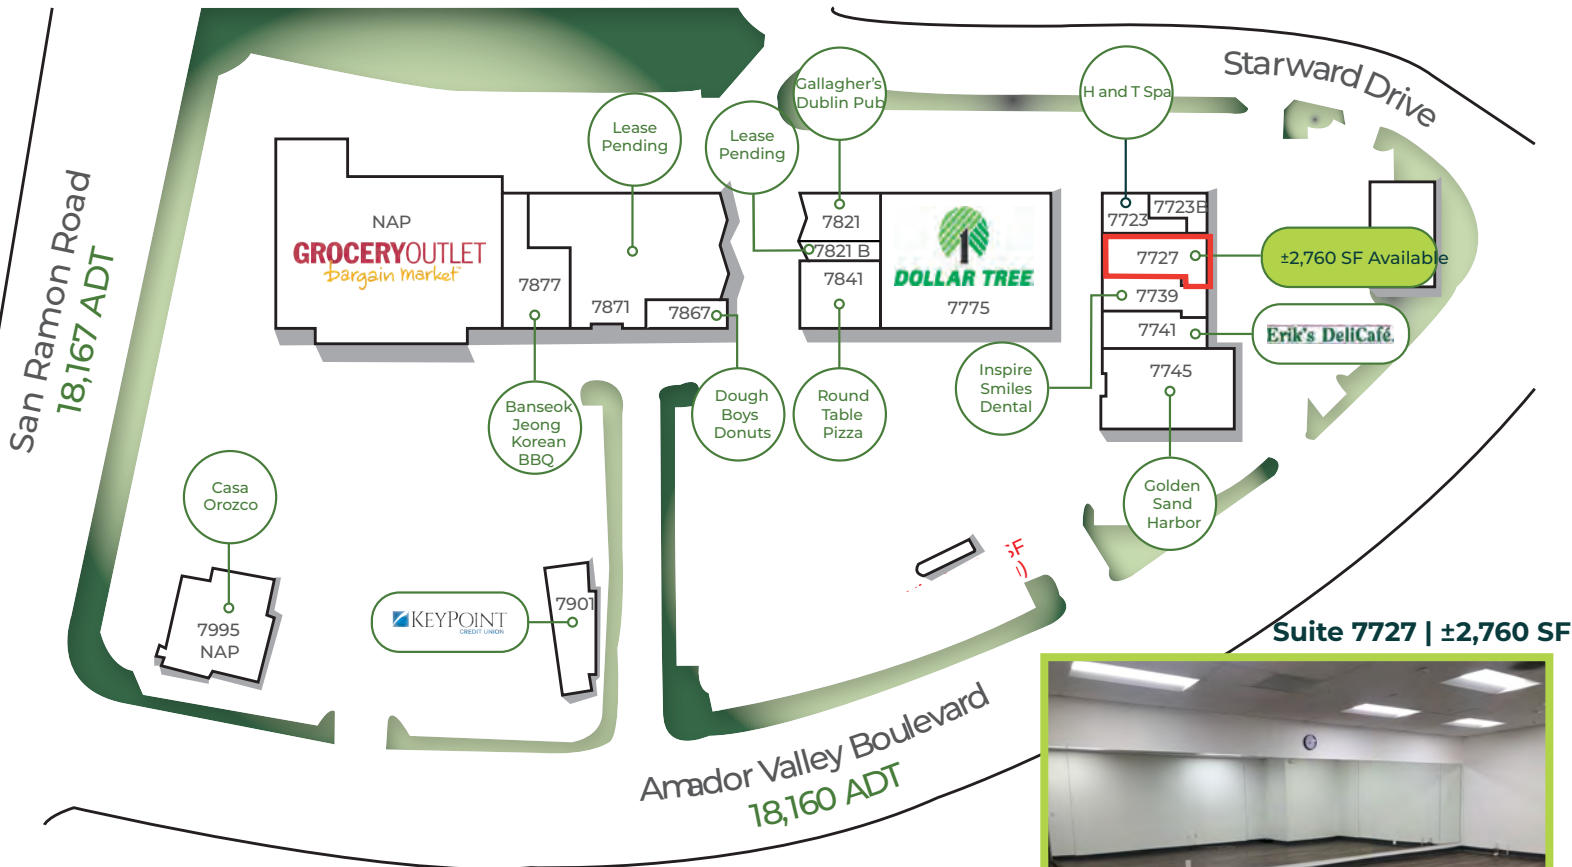 Starward Drive
San Ramon Road
18,167 ADT
Gallagher's
Dublin Pub
H and T Spa
Lease
Pending
Lease
Pending
NAP
GROCERYOUTLET
bargain market
7877
7871
7867
7821
7821 B
7841
DOLLAR TREE
7775
7723
7723B
7727
±2,760 SF Available
7739
7741
Erik's DeliCafé.
7745
Banseok
Jeong
Korean
BBQ
Dough
Boys
Donuts
Round
Table
Pizza
Inspire
Smiles
Dental
Golden
Sand
Harbor
Casa
Orozco
7995
NAP
KEYPOINT
CREDIT UNION
7901
SF
Amador Valley Boulevard
18,160 ADT
Suite 7727 | ±2,760 SF